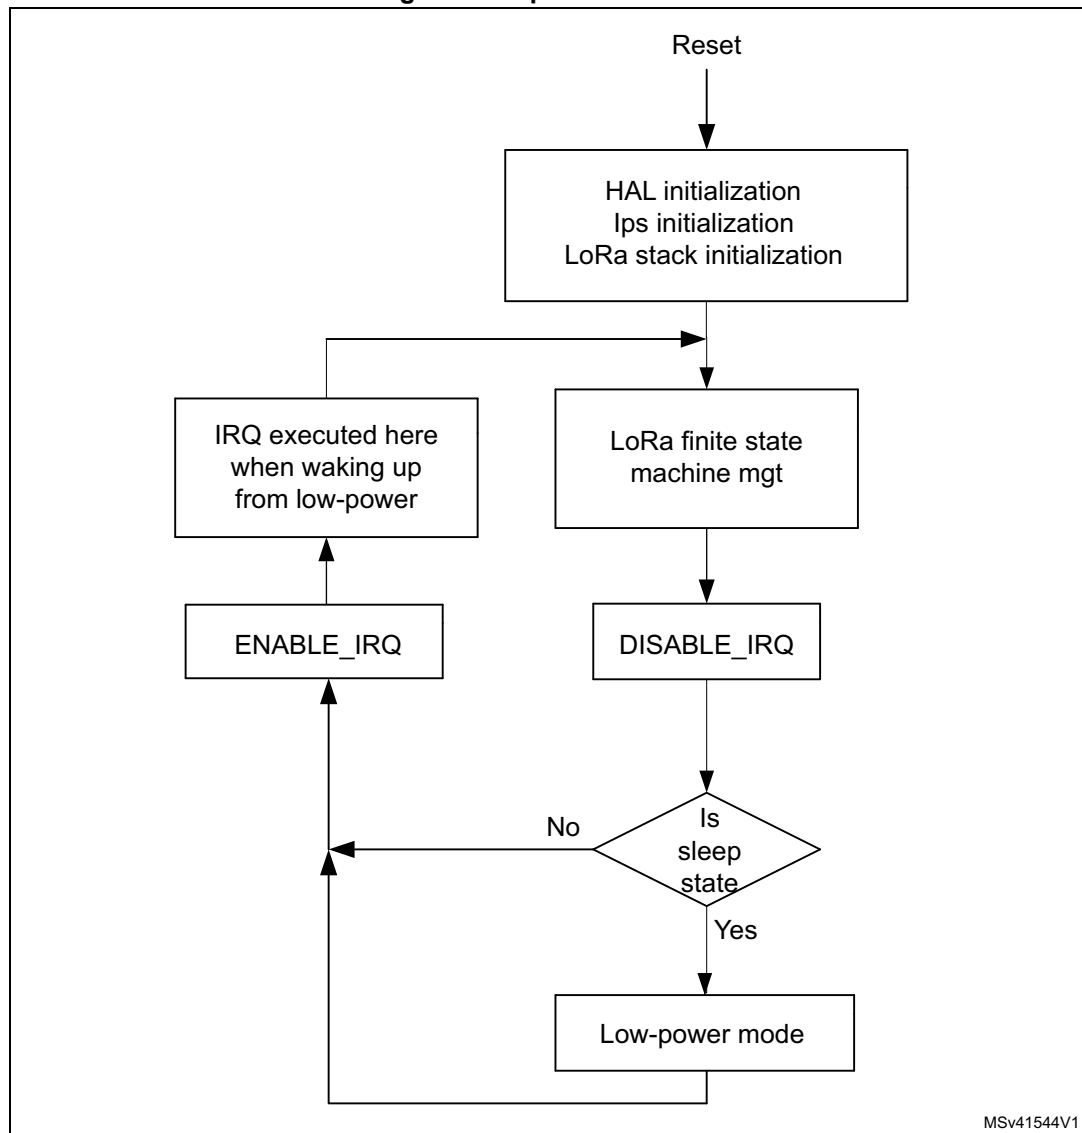 Reset
HAL initialization
Ips initialization
LoRa stack initialization
IRQ executed here
when waking up
from low-power
LoRa finite state
machine mgt
ENABLE_IRQ
DISABLE_IRQ
No
Is
sleep
state
Yes
Low-power mode
MSv41544V1